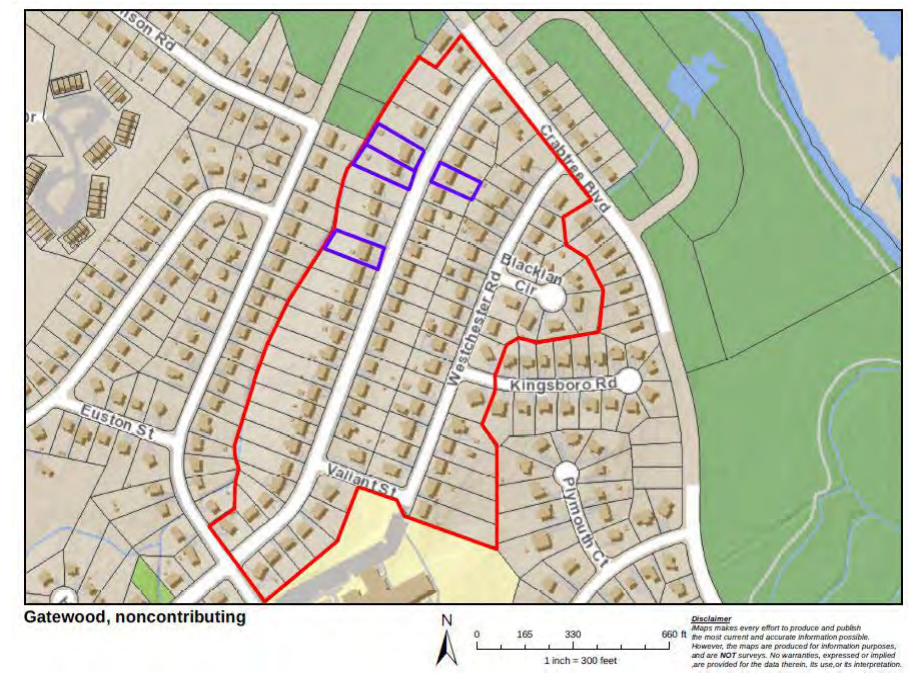 nson Rd
or
Crabtree Blvd
Blacklan
Cir
Westchester Rd
Kingsboro Rd
Euston St
Valiant St
Plymouth Ct
Gatewood, noncontributing
N
0 165 330 660 ft
1 inch = 300 feet
Disclaimer
iMaps makes every effort to produce and publish
the most current and accurate information possible.
However, the maps are produced for information purposes,
and are NOT surveys. No warranties, expressed or implied
,are provided for the data therein, its use,or its interpretation.